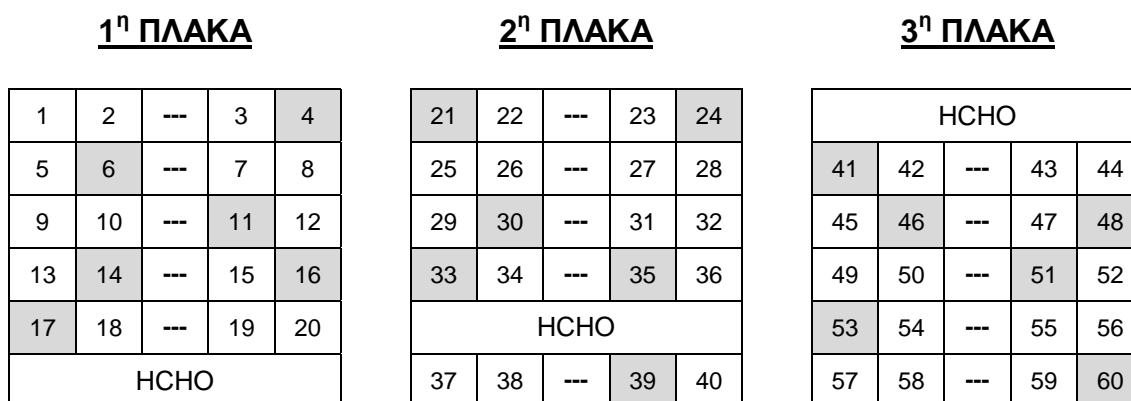 1η ΠΛΑΚΑ 2η ΠΛΑΚΑ 3η ΠΛΑΚΑ
1 2 --- 3 4
5 6 --- 7 8
9 10 --- 11 12
13 14 --- 15 16
17 18 --- 19 20
HCHO
21 22 --- 23 24
25 26 --- 27 28
29 30 --- 31 32
33 34 --- 35 36
HCHO
37 38 --- 39 40
HCHO
41 42 --- 43 44
45 46 --- 47 48
49 50 --- 51 52
53 54 --- 55 56
57 58 --- 59 60